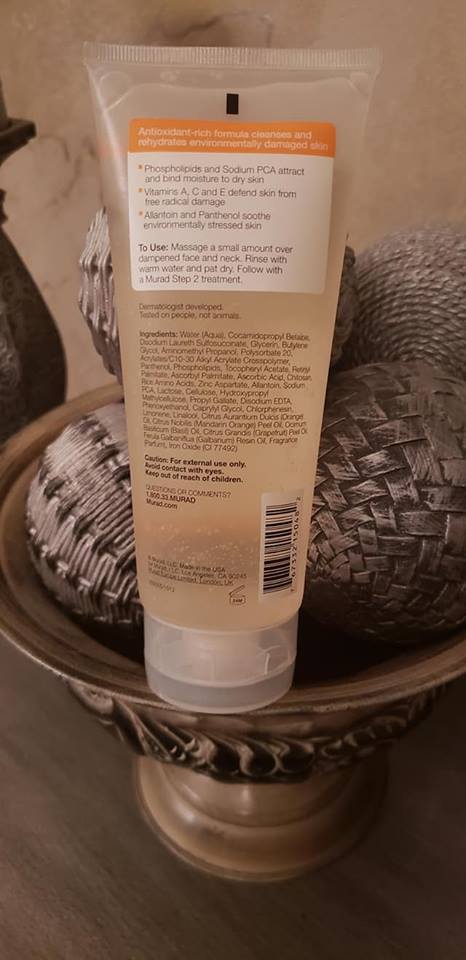 Antioxidant-rich formula cleanses and
rehydrates environmentally damaged skin
Phospholipids and Sodium PCA attract
and bind moisture to dry skin
Vitamins A, C and E defend skin from
free radical damage
Allantoin and Panthenol soothe
environmentally stressed skin
To Use: Massage a small amount over
dampened face and neck. Rinse with
warm water and pat dry. Follow with
a Murad Step 2 treatment.
Dermatologist developed.
Tested on people, not animals.
Ingredients: Water (Aqua), Cocamidopropyl Betaine,
Disodium Laureth Sulfosuccinate, Glycerin, Butylene
Glycol, Aminomethyl Propanol, Polysorbate 20,
Acrylates/C10-30 Alkyl Acrylate Crosspolymer,
Panthenol, Phospholipids, Tocopheryl Acetate, Retinyl
Palmitate, Ascorbyl Palmitate, Ascorbic Acid, Chitosan,
Rice Amino Acids, Zinc Aspartate, Allantoin, Sodium
PCA, Lactose, Cellulose, Hydroxypropyl
Methylcellulose, Propyl Gallate, Disodium EDTA,
Phenoxyethanol, Caprylyl Glycol, Chlorphenesin,
Limonene, Linalool, Citrus Aurantium Dulcis (Orange)
Oil, Citrus Nobilis (Mandarin Orange) Peel Oil, Ocimum
Basilicum (Basil) Oil, Citrus Grandis (Grapefruit) Peel Oil,
Ferula Galbaniflua (Galbanum) Resin Oil, Fragrance
(Parfum), Iron Oxide (CI 77492)
Caution: For external use only.
Avoid contact with eyes.
Keep out of reach of children.
QUESTIONS OR COMMENTS?
1.800.33.MURAD
Murad.com
Murad, LLC. Made in the USA
Los Angeles, CA 90245
Murad Europe Limited, London, UK
24M